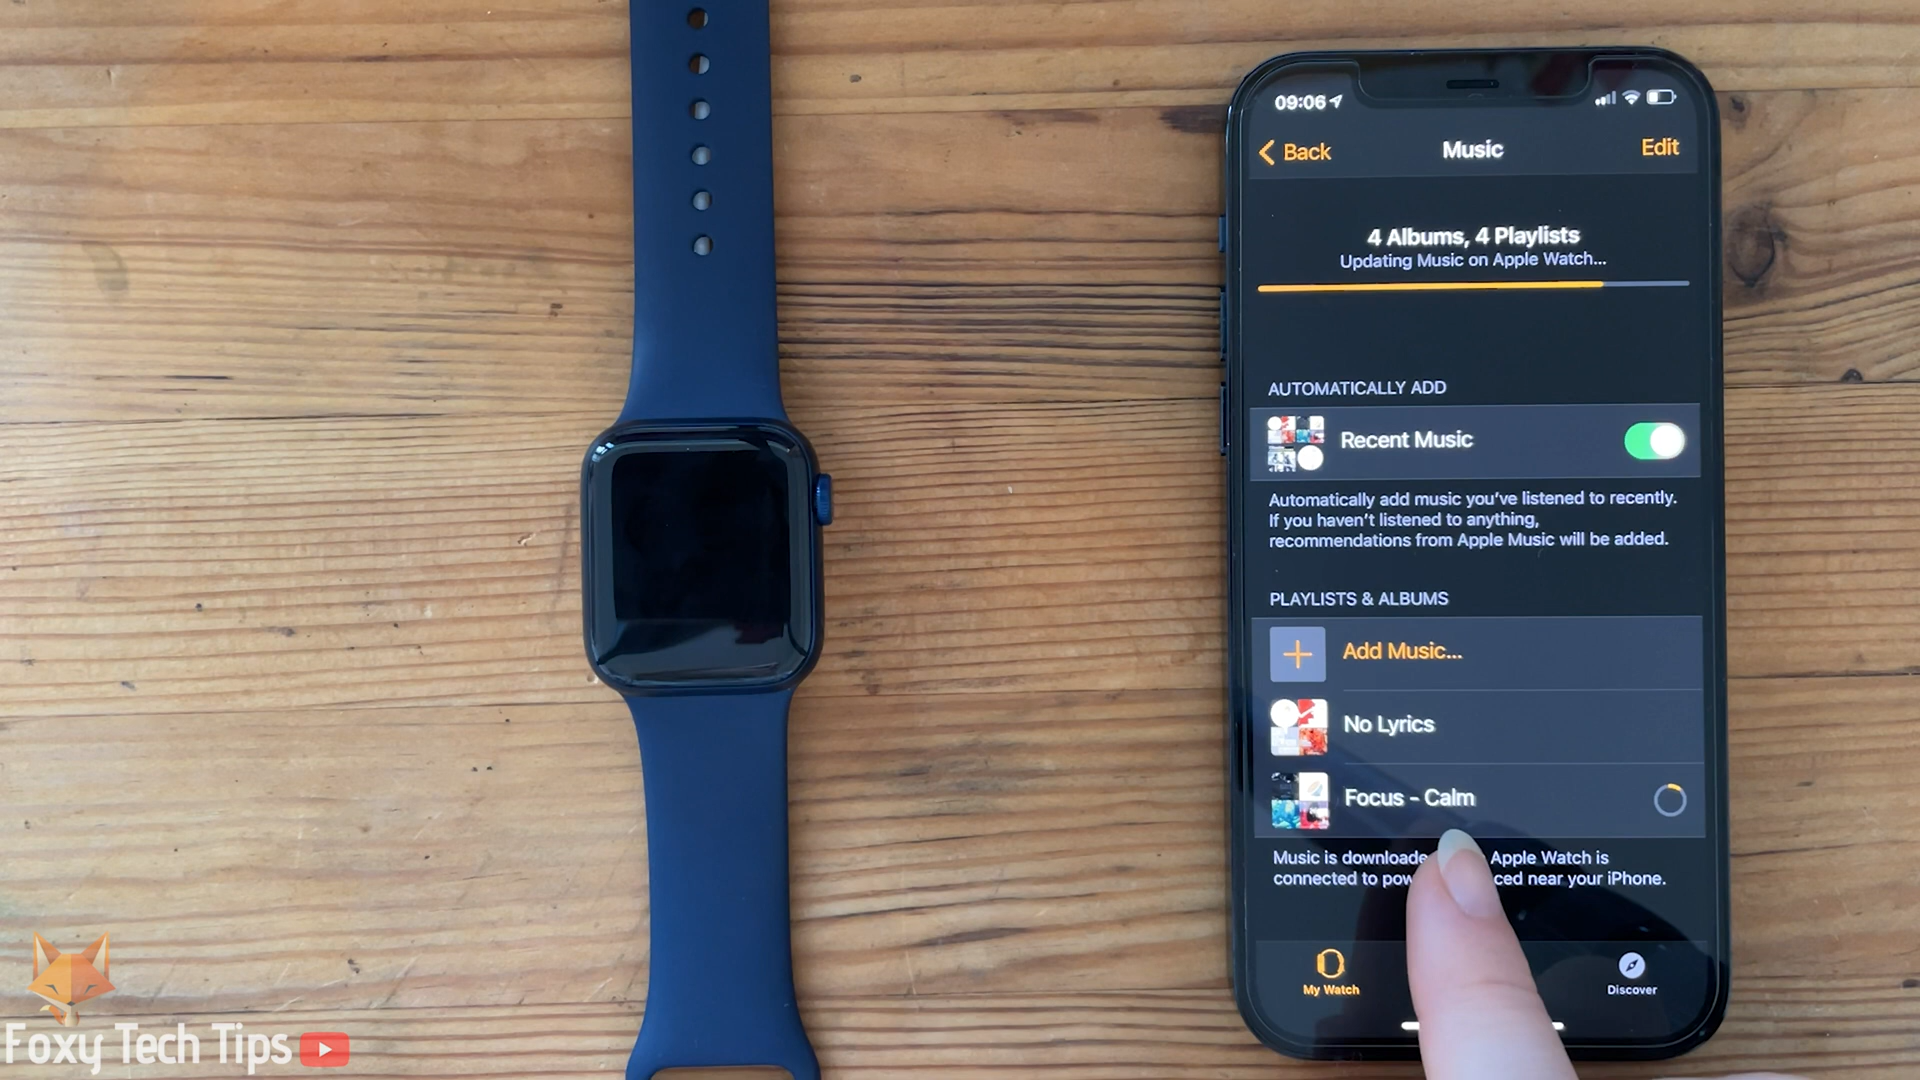 09:06
Back
Music
Edit
4 Albums, 4 Playlists
Updating Music on Apple Watch...
AUTOMATICALLY ADD
Recent Music
Automatically add music you've listened to recently.
If you haven't listened to anything,
recommendations from Apple Music will be added.
PLAYLISTS & ALBUMS
Add Music...
No Lyrics
Focus - Calm
Music is Apple Watch is
connected to near your iPhone.
My Watch
Discover
Foxy Tech Tips